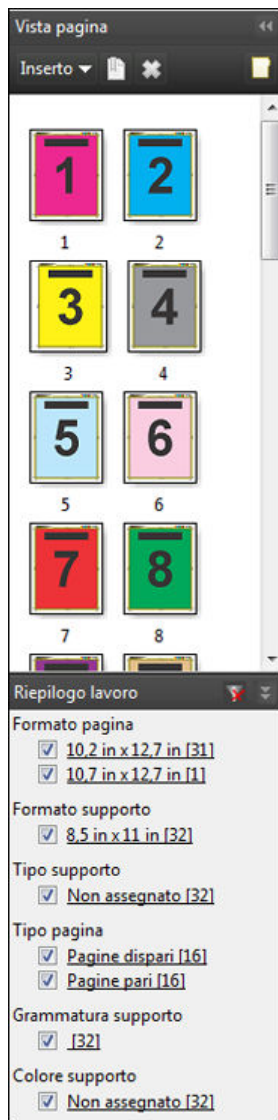 Vista pagina
Inserto
1 2
1 2
3 4
3 4
5 6
5 6
7 8
7 8
Riepilogo lavoro
Formato pagina
10,2 in x 12,7 in [31]
10,7 in x 12,7 in [1]
Formato supporto
8,5 in x 11 in [32]
Tipo supporto
Non assegnato [32]
Tipo pagina
Pagine dispari [16]
Pagine pari [16]
Grammatura supporto
[32]
Colore supporto
Non assegnato [32]